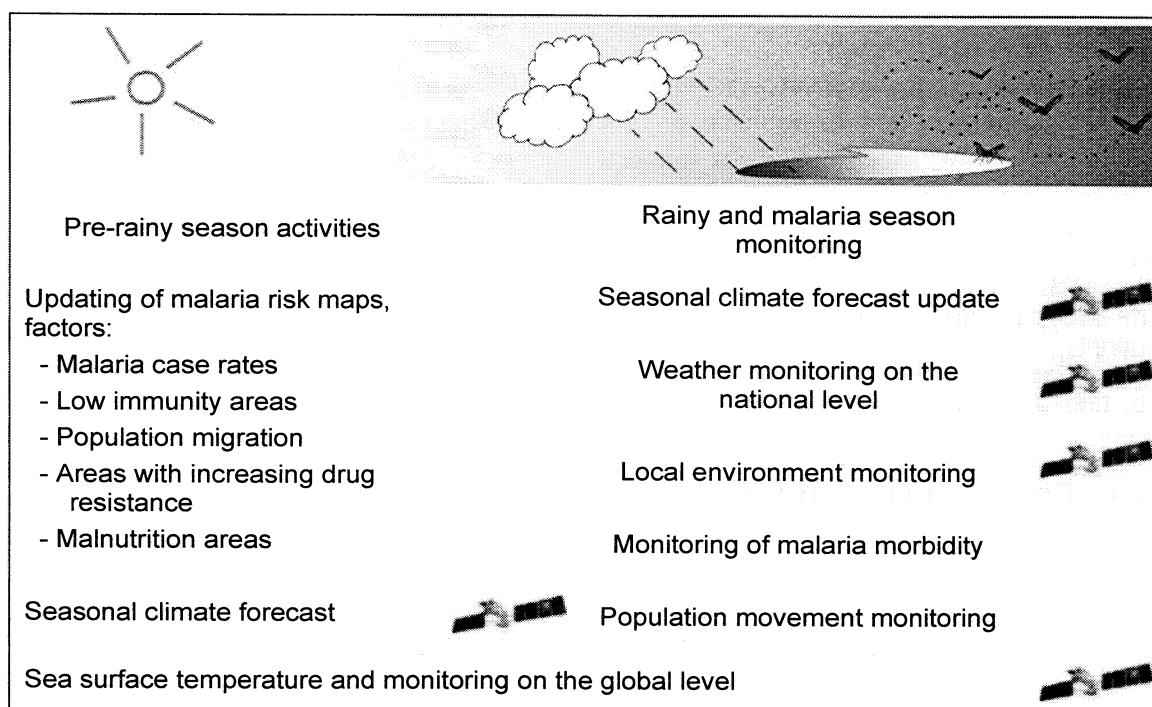 Pre-rainy season activities
Updating of malaria risk maps,
factors:
- Malaria case rates
- Low immunity areas
- Population migration
- Areas with increasing drug
resistance
- Malnutrition areas
Seasonal climate forecast
Rainy and malaria season
monitoring
Seasonal climate forecast update
Weather monitoring on the
national level
Local environment monitoring
Monitoring of malaria morbidity
Population movement monitoring
Sea surface temperature and monitoring on the global level